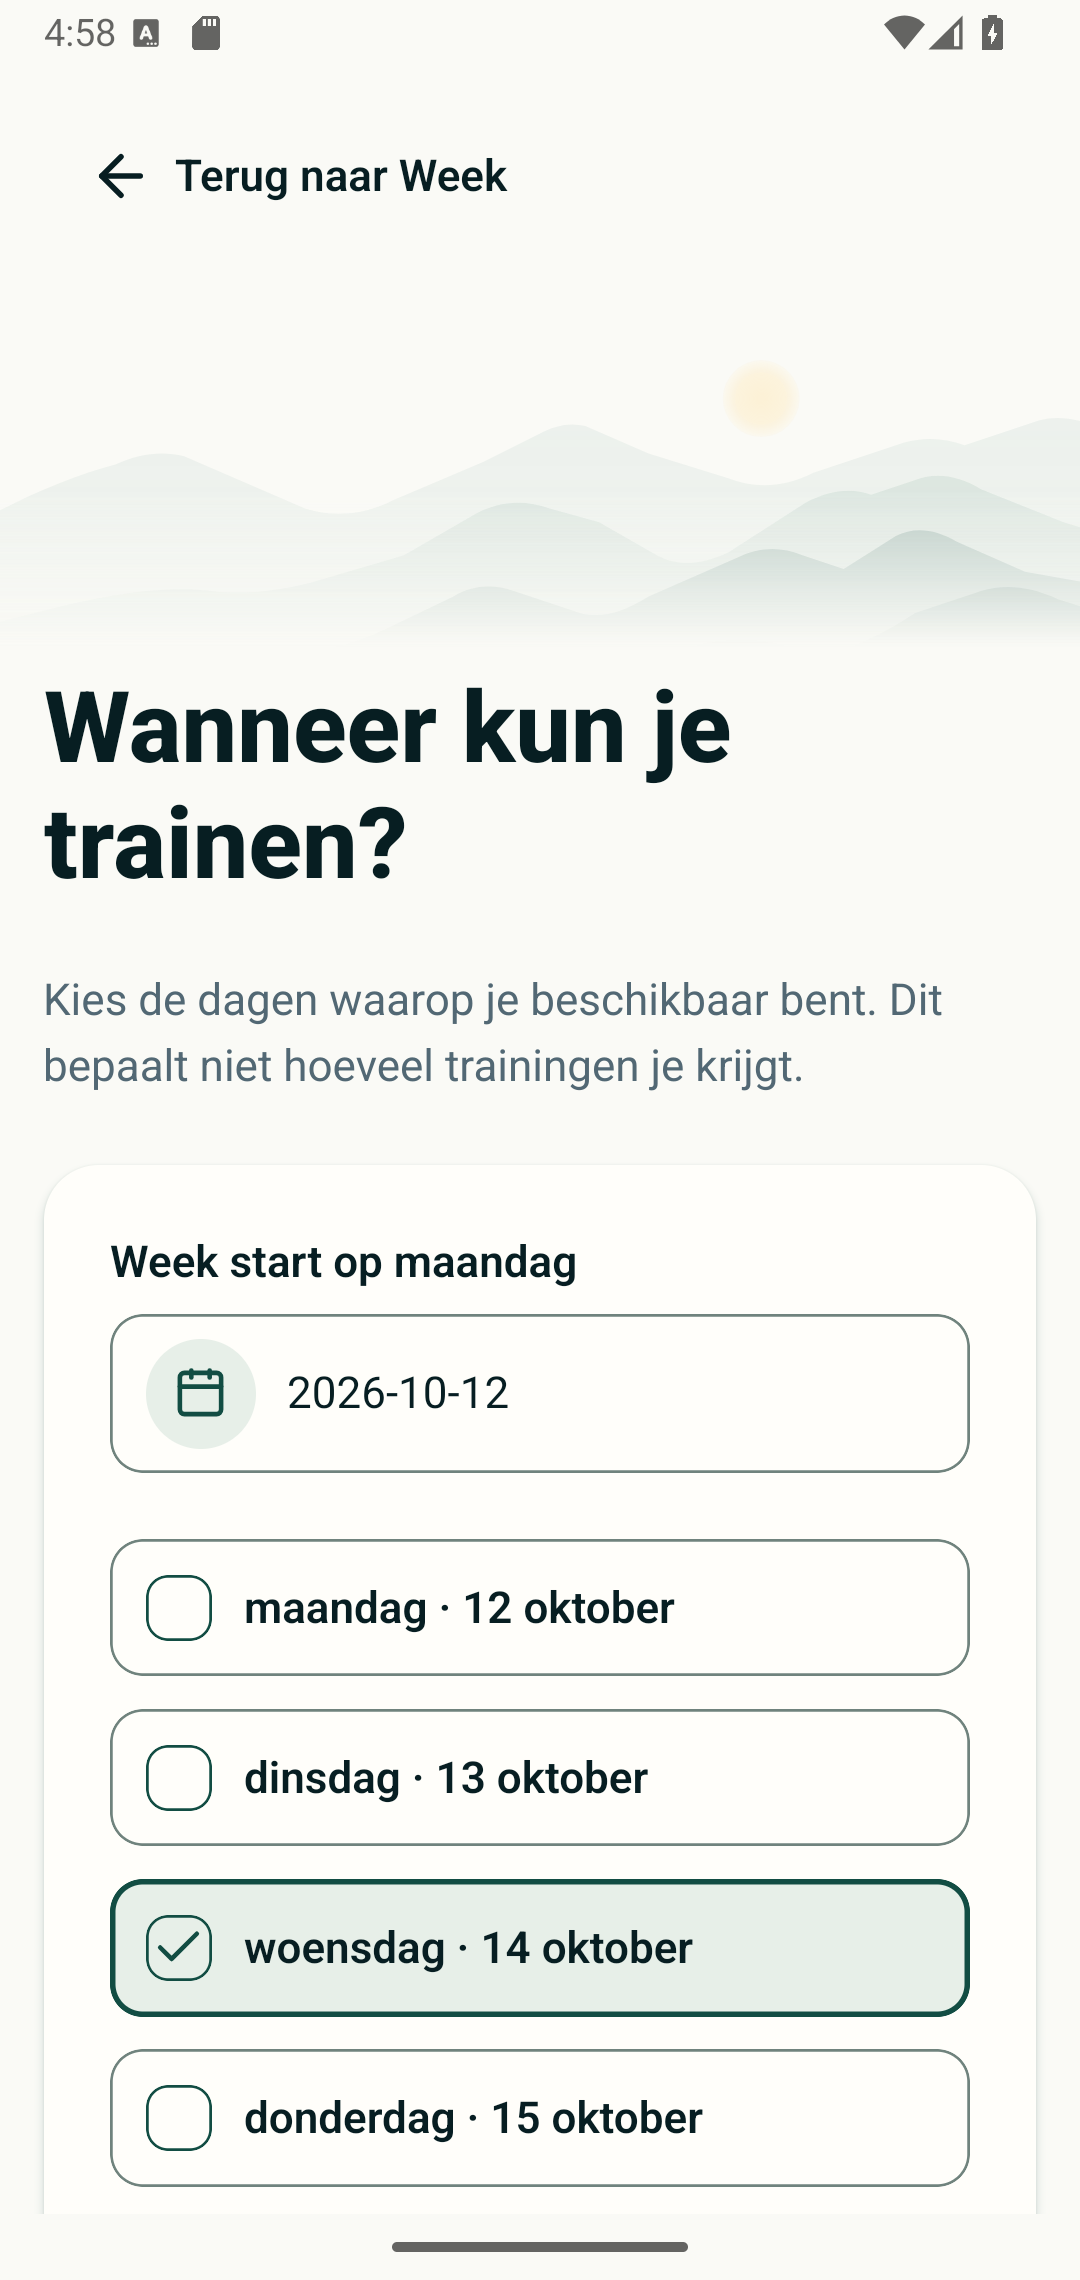 4:58
Terug naar Week
Wanneer kun je
trainen?
Kies de dagen waarop je beschikbaar bent. Dit
bepaalt niet hoeveel trainingen je krijgt.
Week start op maandag
2026-10-12
maandag · 12 oktober
dinsdag · 13 oktober
woensdag · 14 oktober
donderdag · 15 oktober